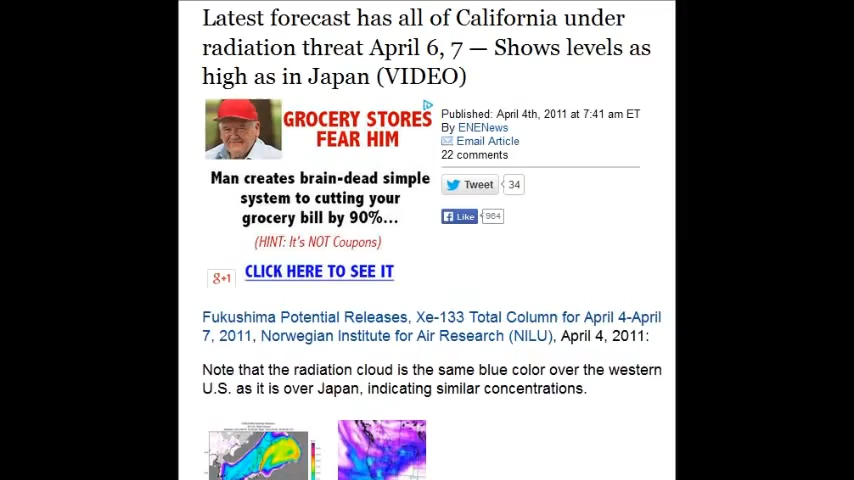 Latest forecast has all of California under
radiation threat April 6, 7 — Shows levels as
high as in Japan (VIDEO)
GROCERY STORES
FEAR HIM
Man creates brain-dead simple
system to cutting your
grocery bill by 90%...
(HINT: It's NOT Coupons)
CLICK HERE TO SEE IT
g+1
Published: April 4th, 2011 at 7:41 am ET
By ENENews
Email Article
22 comments
Tweet 34
Like 964
Fukushima Potential Releases, Xe-133 Total Column for April 4-April
7, 2011, Norwegian Institute for Air Research (NILU), April 4, 2011:
Note that the radiation cloud is the same blue color over the western
U.S. as it is over Japan, indicating similar concentrations.